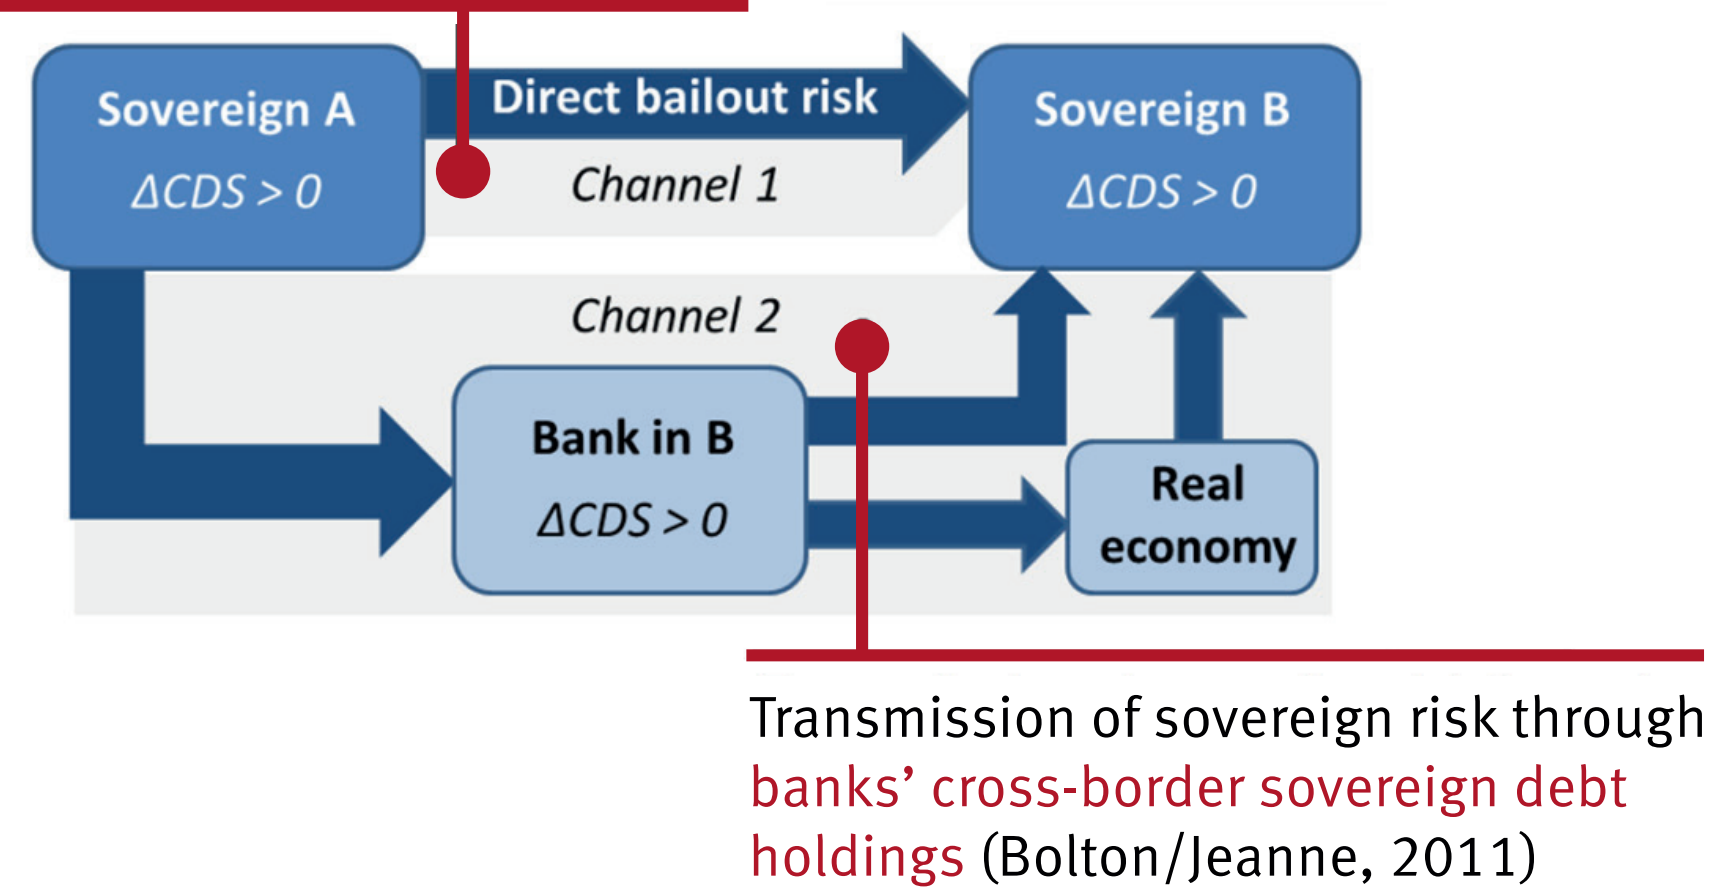 Sovereign A
ΔCDS > 0
Direct bailout risk
Channel 1
Sovereign B
ΔCDS > 0
Channel 2
Bank in B
ΔCDS > 0
Real
economy
Transmission of sovereign risk through
banks’ cross-border sovereign debt
holdings (Bolton/Jeanne, 2011)